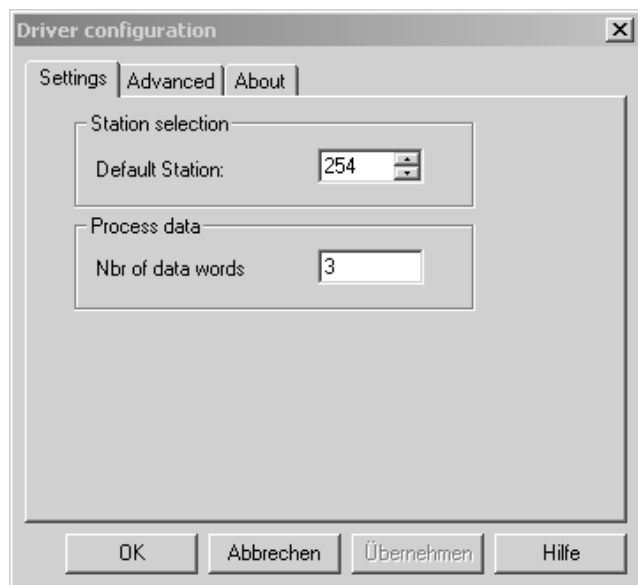 Driver configuration
Settings Advanced About
Station selection
Default Station: 254
Process data
Nbr of data words 3
OK Abbrechen Übernehmen Hilfe